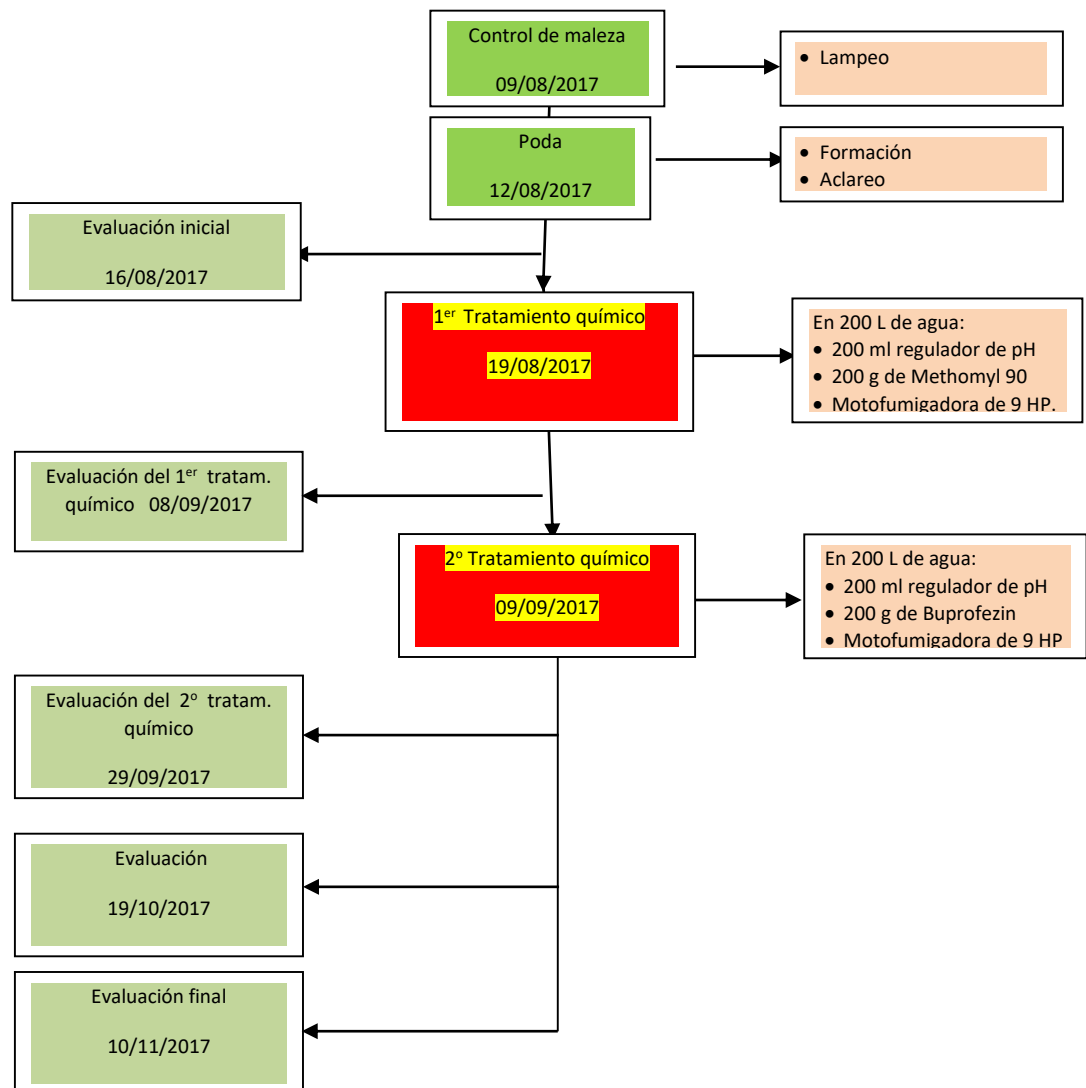 Control de maleza
09/08/2017
• Lampeo
Poda
12/08/2017
• Formación
• Aclareo
Evaluación inicial
16/08/2017
1er Tratamiento químico
19/08/2017
En 200 L de agua:
• 200 ml regulador de pH
• 200 g de Methomyl 90
• Motofumigadora de 9 HP.
Evaluación del 1er tratam.
químico 08/09/2017
2o Tratamiento químico
09/09/2017
En 200 L de agua:
• 200 ml regulador de pH
• 200 g de Buprofezin
• Motofumigadora de 9 HP
Evaluación del 2o tratam.
químico
29/09/2017
Evaluación
19/10/2017
Evaluación final
10/11/2017